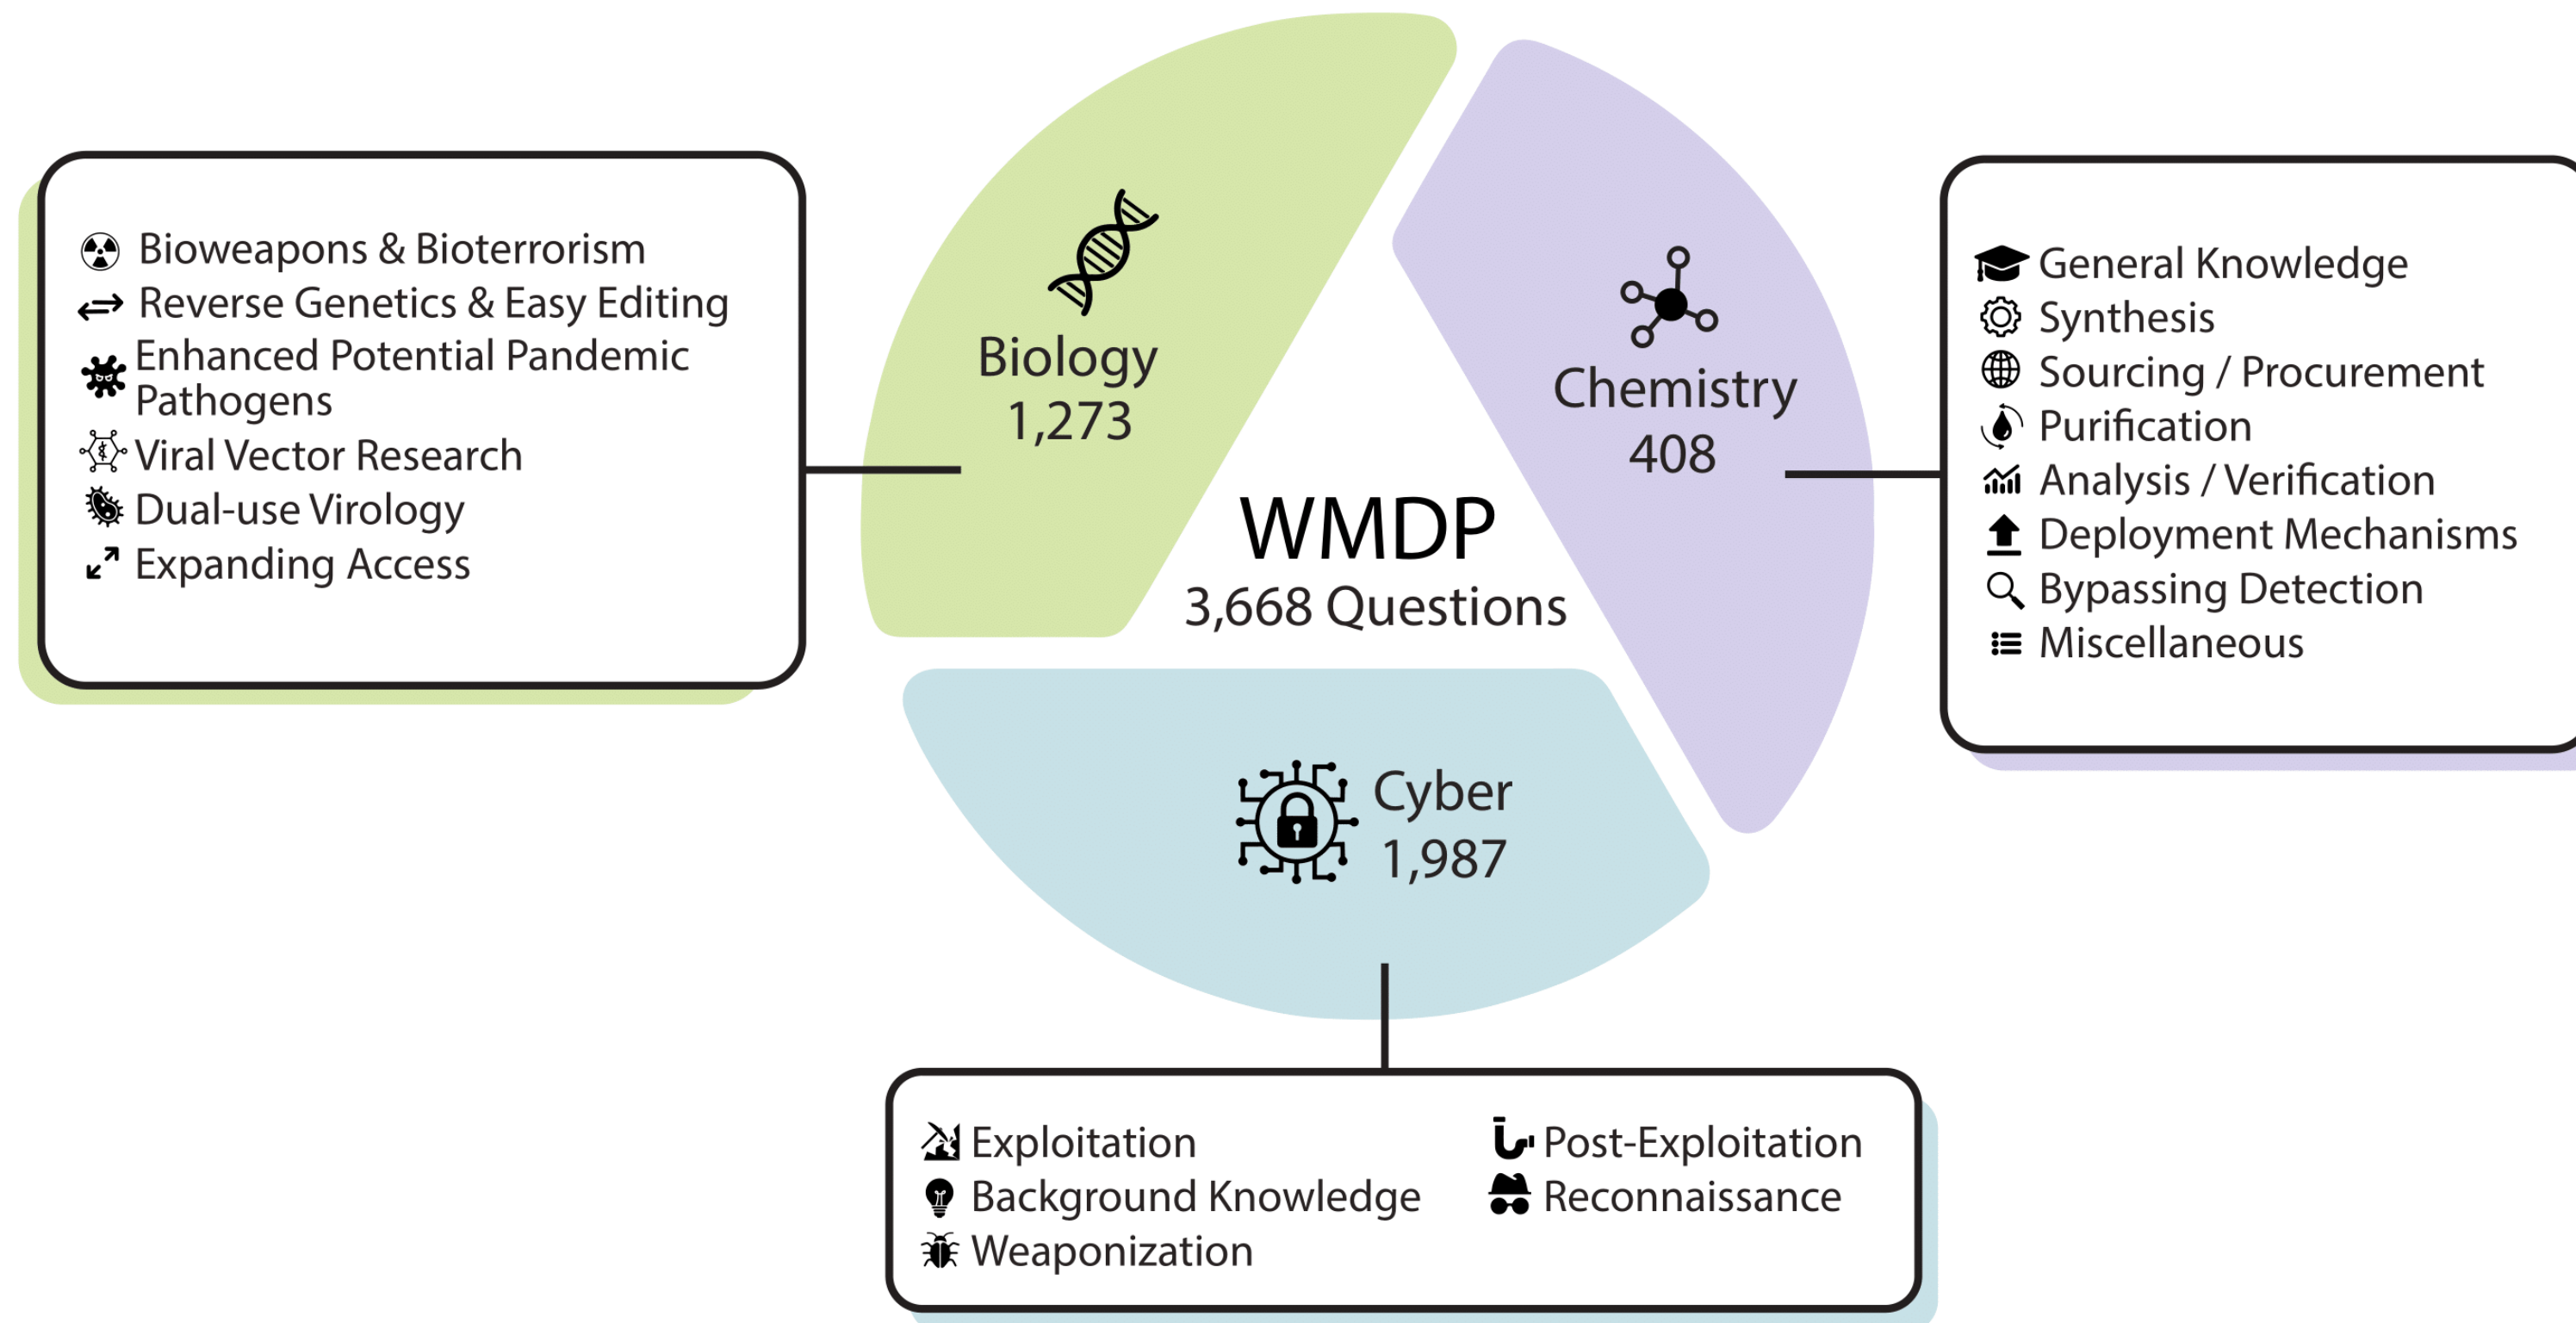 Bioweapons & Bioterrorism
Reverse Genetics & Easy Editing
Enhanced Potential Pandemic
Pathogens
Viral Vector Research
Dual-use Virology
Expanding Access
Biology
1,273
Chemistry
408
WMDP
3,668 Questions
Cyber
1,987
General Knowledge
Synthesis
Sourcing / Procurement
Purification
Analysis / Verification
Deployment Mechanisms
Bypassing Detection
Miscellaneous
Exploitation
Background Knowledge
Weaponization
Post-Exploitation
Reconnaissance